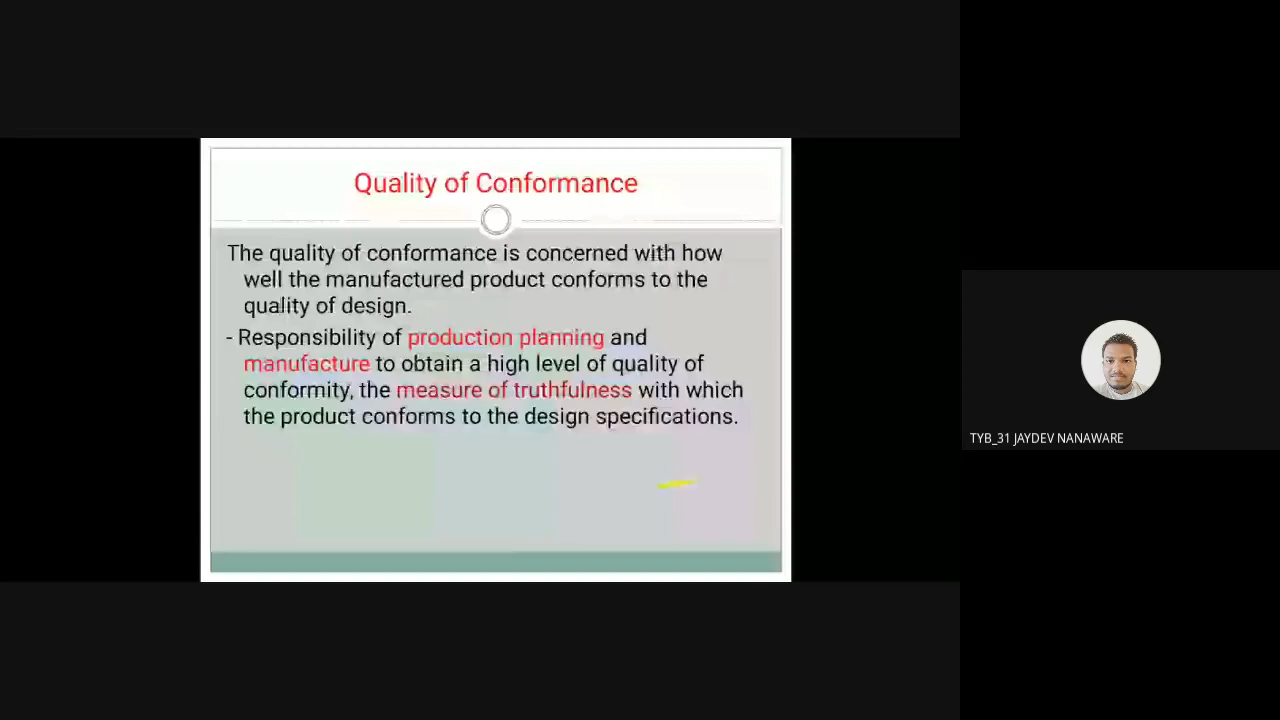 Quality of Conformance
The quality of conformance is concerned with how
well the manufactured product conforms to the
quality of design.
- Responsibility of production planning and
manufacture to obtain a high level of quality of
conformity, the measure of truthfulness with which
the product conforms to the design specifications.
TYB_31 JAYDEV NANAWARE